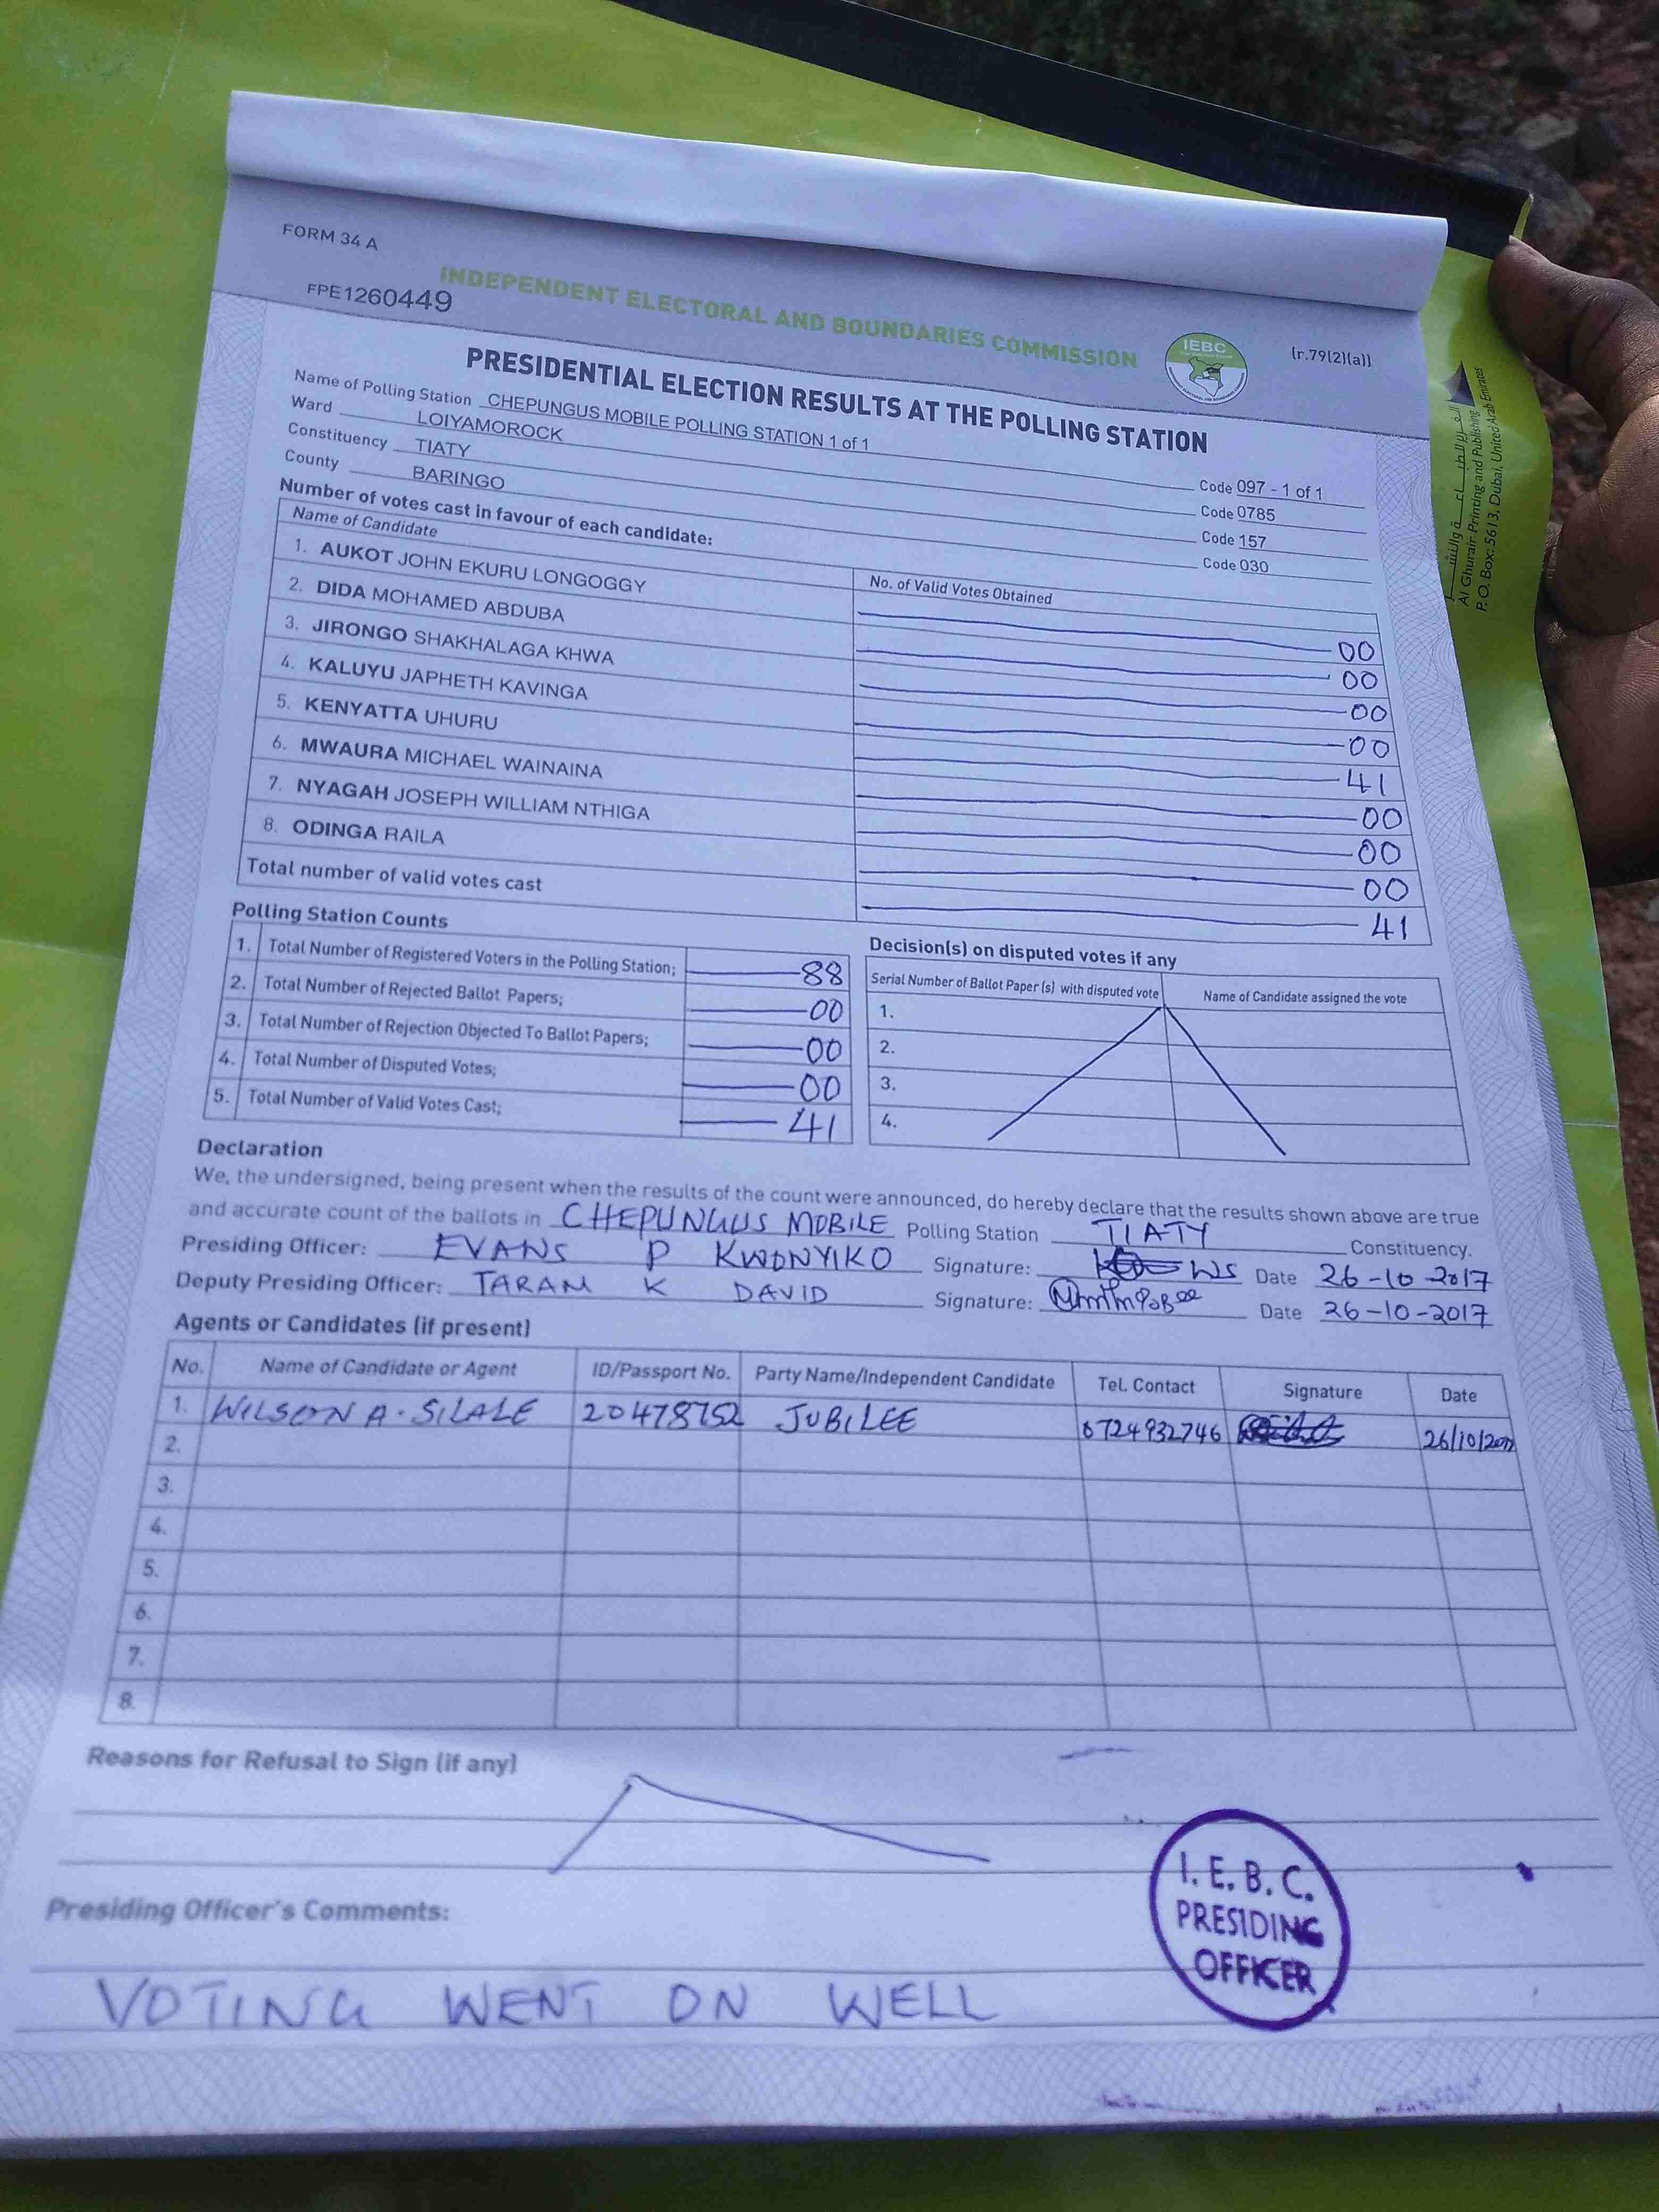 FORM 34 A
INDEPENDENT ELECTORAL AND BOUNDARIES COMMISSION
FPE1260449
IEBC
(r.79(2)(a))
PRESIDENTIAL ELECTION RESULTS AT THE POLLING STATION
Name of Polling Station CHEPUNGUS MOBILE POLLING STATION 1 of 1 Code 097 - 1 of 1
Ward LOIYAMOROCK Code 0785
Constituency TIATY Code 157
County BARINGO Code 030
Number of votes cast in favour of each candidate:
Name of Candidate No. of Valid Votes Obtained
1. AUKOT JOHN EKURU LONGOGGY 00
2. DIDA MOHAMED ABDUBA 00
3. JIRONGO SHAKHALAGA KHWA 00
4. KALUYU JAPHETH KAVINGA 00
5. KENYATTA UHURU 41
6. MWAURA MICHAEL WAINAINA 00
7. NYAGAH JOSEPH WILLIAM NTHIGA 00
8. ODINGA RAILA 00
Total number of valid votes cast 41
Polling Station Counts
1. Total Number of Registered Voters in the Polling Station; 88
2. Total Number of Rejected Ballot Papers; 00
3. Total Number of Rejection Objected To Ballot Papers; 00
4. Total Number of Disputed Votes; 00
5. Total Number of Valid Votes Cast; 41
Decision(s) on disputed votes if any
Serial Number of Ballot Paper (s) with disputed vote Name of Candidate assigned the vote
1.
2.
3.
4.
Declaration
We, the undersigned, being present when the results of the count were announced, do hereby declare that the results shown above are true
and accurate count of the ballots in CHEPUNGUS MOBILE Polling Station TIATY Constituency.
Presiding Officer: EVANS P KWONYIKO Signature: Date 26-10-2017
Deputy Presiding Officer: TARAM K DAVID Signature: Date 26-10-2017
Agents or Candidates (if present)
No. Name of Candidate or Agent ID/Passport No. Party Name/Independent Candidate Tel. Contact Signature Date
1. WILSON A. SILALE 20478752 JUBILEE 0724932746 26/10/2017
2.
3.
4.
5.
6.
7.
8.
Reasons for Refusal to Sign (if any)
Presiding Officer's Comments:
VOTING WENT ON WELL
I. E. B. C.
PRESIDING
OFFICER
Al Ghurair Printing and Publishing
P. O. Box: 5613, Dubai, United Arab Emirates